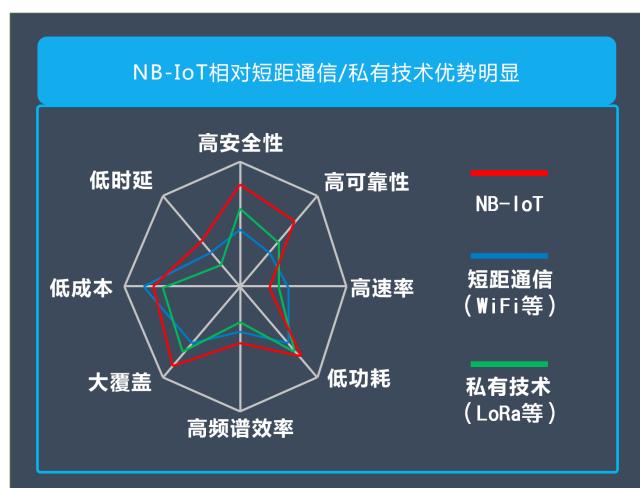 NB-IoT相对短距通信/私有技术优势明显
高安全性
低时延
高可靠性
低成本
高速率
大覆盖
低功耗
高频谱效率
NB-IoT
短距通信
(WiFi等)
私有技术
(LoRa等)